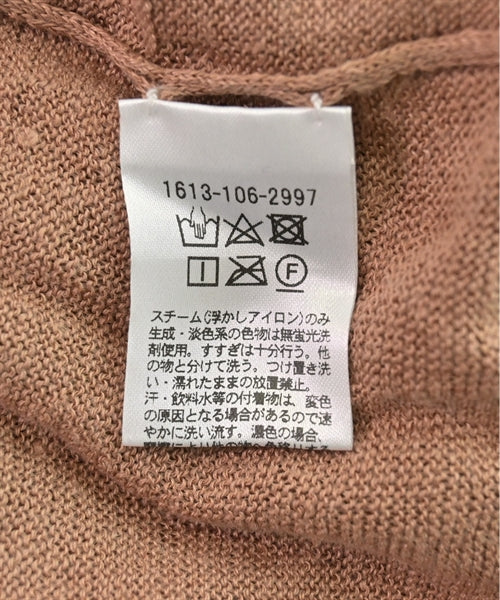 1613-106-2997
F
スチーム(浮かしアイロン)のみ
生成・淡色系の色物は無蛍光洗
剤使用。すすぎは十分行う。他
の物と分けて洗う。つけ置き洗
い・濡れたままの放置禁止。
汗・飲料水等の付着物は、変色
の原因となる場合があるので速
やかに洗い流す。濃色の場合、